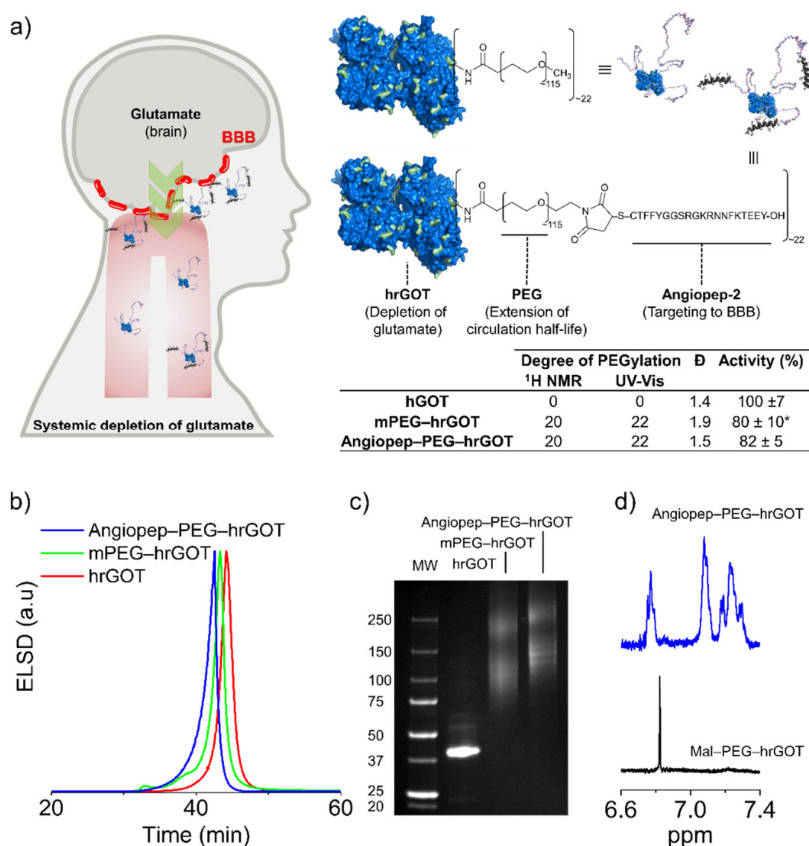 a)
Glutamate
(brain)
BBB
Systemic depletion of glutamate
O
N
H
O
CH₃
~115
~22
≡
≡
O
N
H
O
~115
N
O
O
S–CTFFYGGSRGKRNNFKTEEY-OH
~22
hrGOT
(Depletion of
glutamate)
PEG
(Extension of
circulation half-life)
Angiopep-2
(Targeting to BBB)
Degree of PEGylation Đ Activity (%)
¹H NMR UV-Vis
hGOT 0 0 1.4 100 ±7
mPEG–hrGOT 20 22 1.9 80 ± 10*
Angiopep–PEG–hrGOT 20 22 1.5 82 ± 5
b)
Angiopep–PEG–hrGOT
mPEG–hrGOT
hrGOT
ELSD (a.u)
20 40 60
Time (min)
c)
Angiopep–PEG–hrGOT
mPEG–hrGOT
hrGOT
MW
250
150
100
75
50
37
25
20
d)
Angiopep–PEG–hrGOT
Mal–PEG–hrGOT
6.6 7.0 7.4
ppm